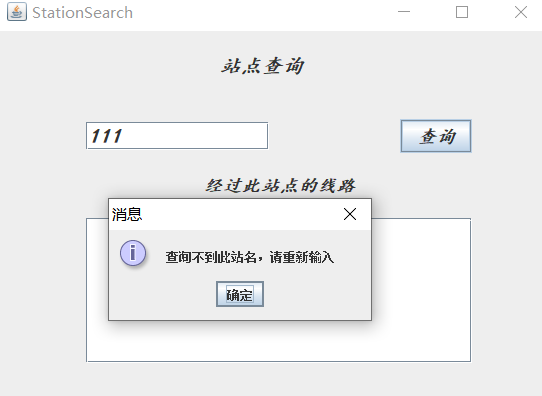 StationSearch
站点查询
111
查询
经过此站点的线路
消息
查询不到此站名，请重新输入
确定